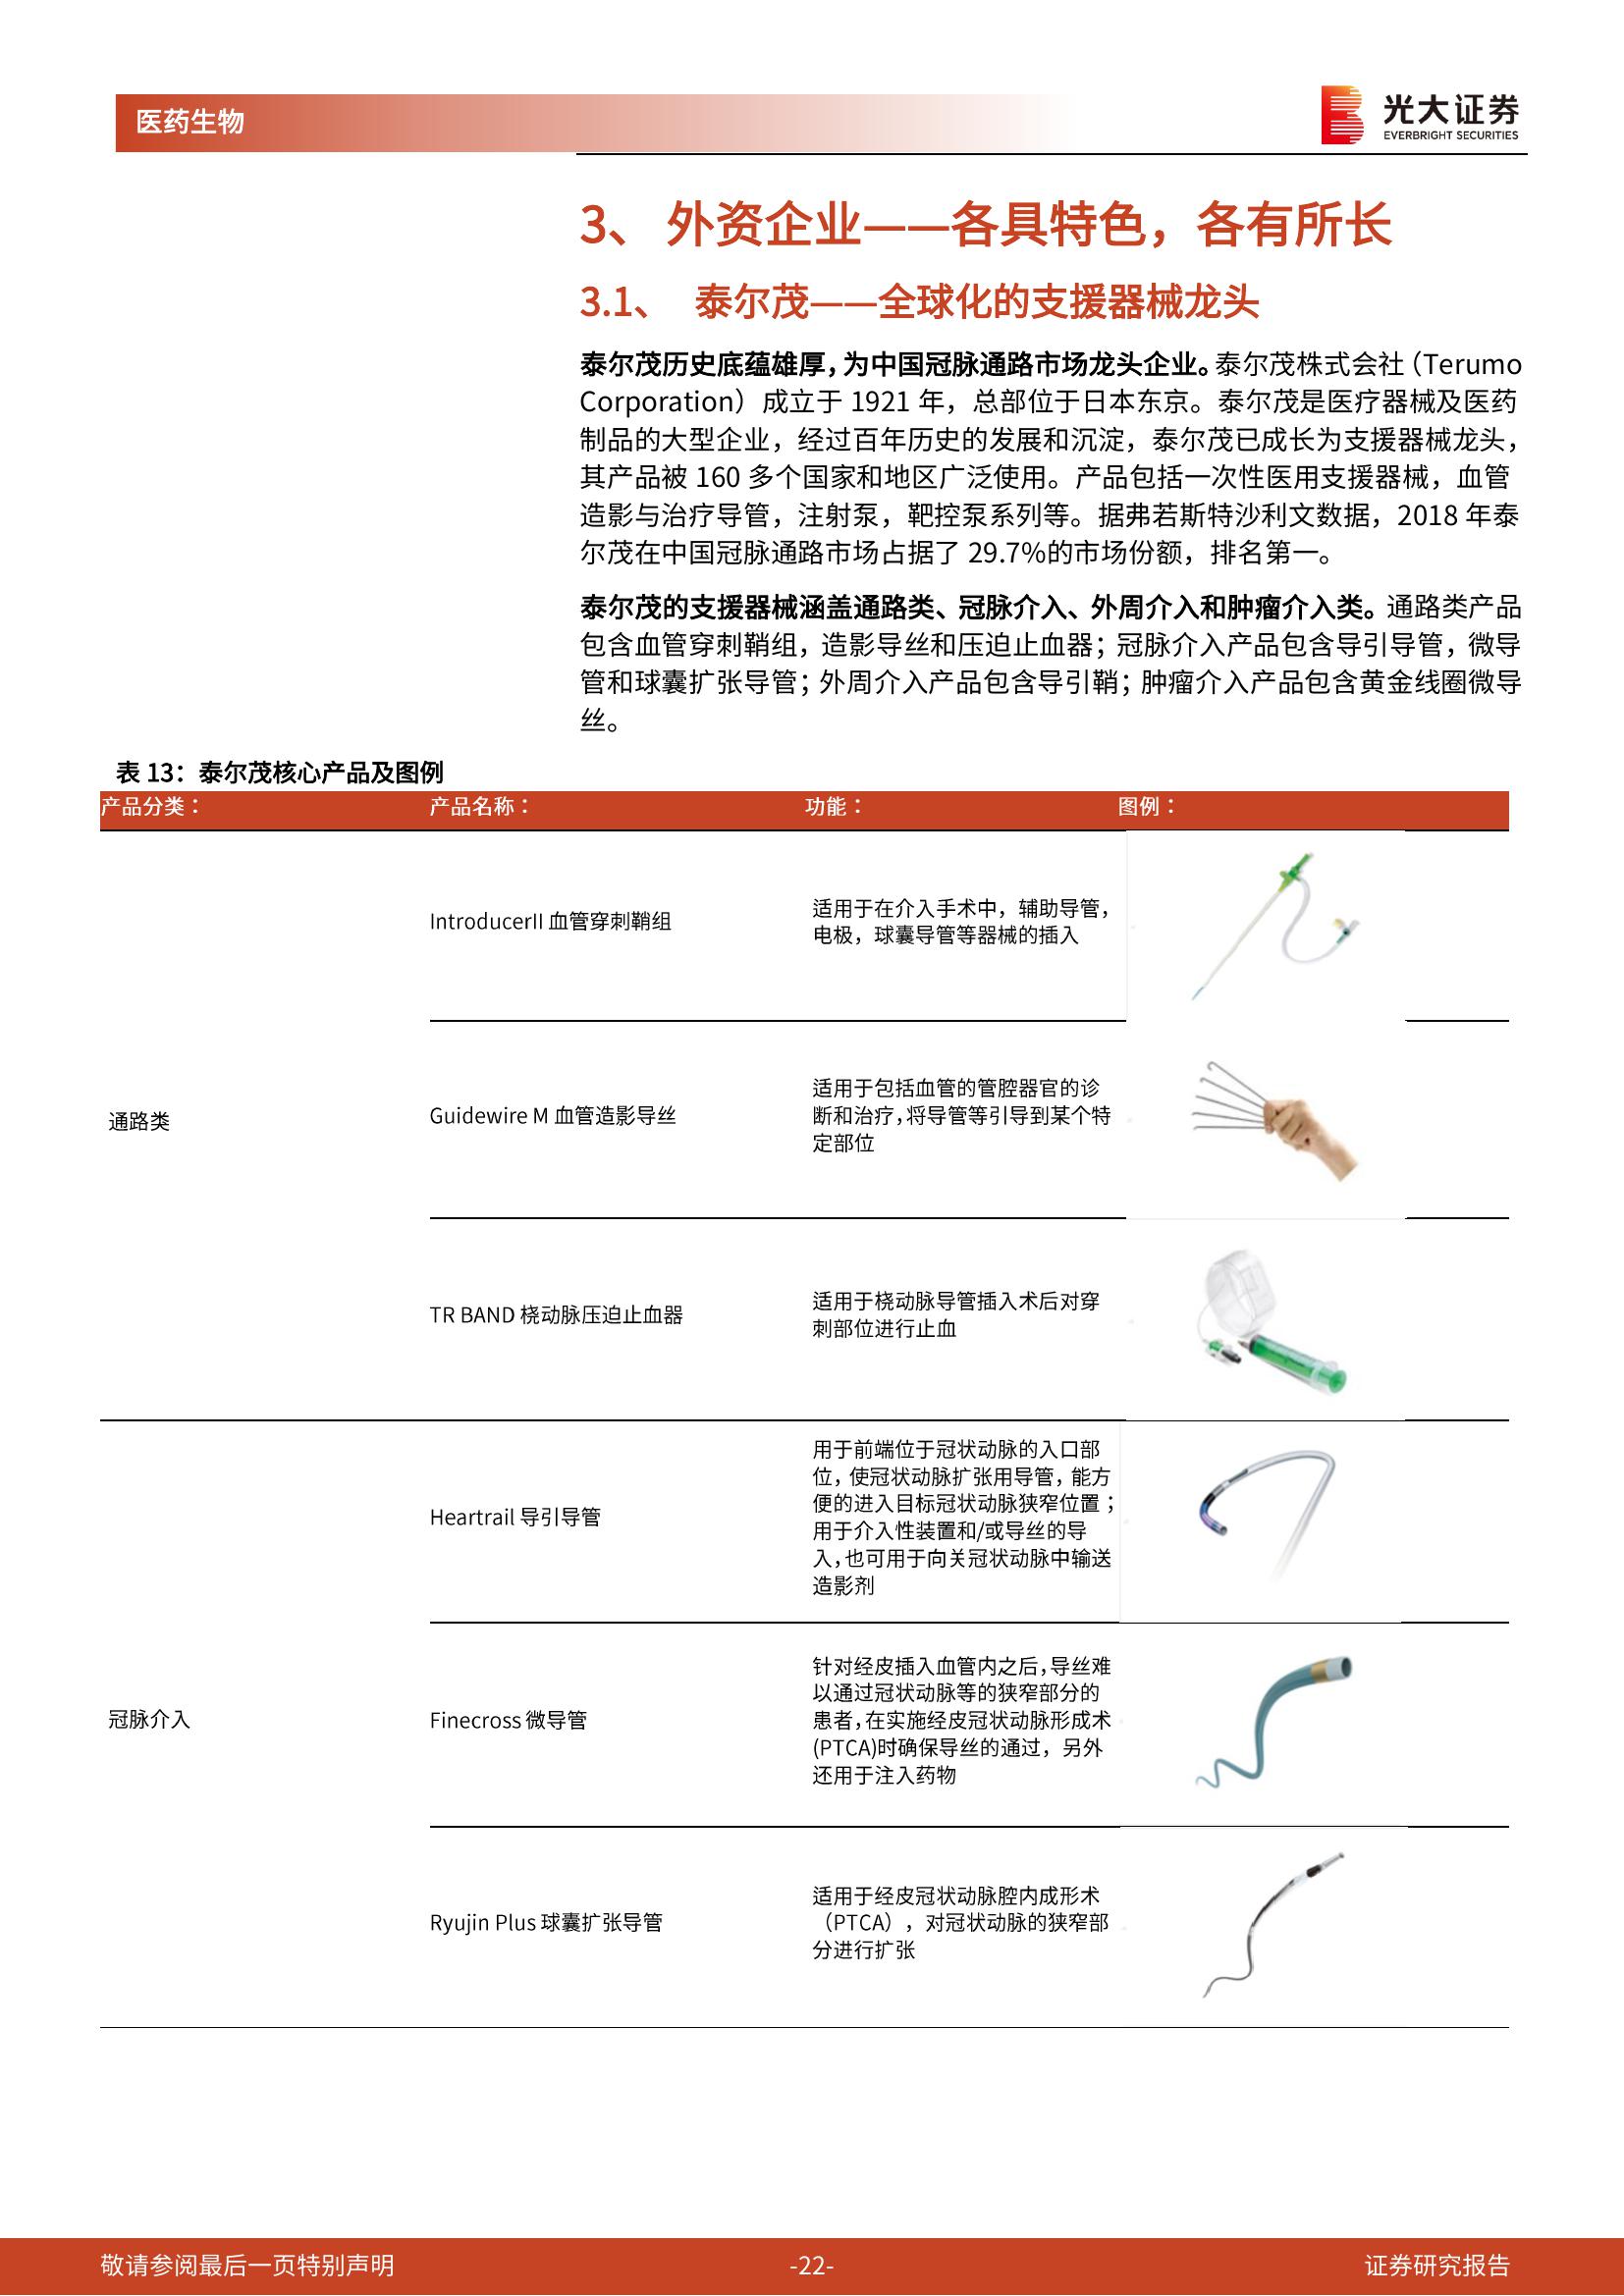 医药生物
光大证券
EVERBRIGHT SECURITIES
3、 外资企业——各具特色，各有所长
3.1、 泰尔茂——全球化的支援器械龙头
泰尔茂历史底蕴雄厚，为中国冠脉通路市场龙头企业。泰尔茂株式会社（Terumo
Corporation）成立于 1921 年，总部位于日本东京。泰尔茂是医疗器械及医药
制品的大型企业，经过百年历史的发展和沉淀，泰尔茂已成长为支援器械龙头，
其产品被 160 多个国家和地区广泛使用。产品包括一次性医用支援器械，血管
造影与治疗导管，注射泵，靶控泵系列等。据弗若斯特沙利文数据，2018 年泰
尔茂在中国冠脉通路市场占据了 29.7%的市场份额，排名第一。
泰尔茂的支援器械涵盖通路类、冠脉介入、外周介入和肿瘤介入类。通路类产品
包含血管穿刺鞘组，造影导丝和压迫止血器；冠脉介入产品包含导引导管，微导
管和球囊扩张导管；外周介入产品包含导引鞘；肿瘤介入产品包含黄金线圈微导
丝。
表 13：泰尔茂核心产品及图例
产品分类： 产品名称： 功能： 图例：
通路类
IntroducerII 血管穿刺鞘组
适用于在介入手术中，辅助导管，
电极，球囊导管等器械的插入
Guidewire M 血管造影导丝
适用于包括血管的管腔器官的诊
断和治疗，将导管等引导到某个特
定部位
TR BAND 桡动脉压迫止血器
适用于桡动脉导管插入术后对穿
刺部位进行止血
冠脉介入
Heartrail 导引导管
用于前端位于冠状动脉的入口部
位，使冠状动脉扩张用导管，能方
便的进入目标冠状动脉狭窄位置；
用于介入性装置和/或导丝的导
入，也可用于向关冠状动脉中输送
造影剂
Finecross 微导管
针对经皮插入血管内之后，导丝难
以通过冠状动脉等的狭窄部分的
患者，在实施经皮冠状动脉形成术
(PTCA)时确保导丝的通过，另外
还用于注入药物
Ryujin Plus 球囊扩张导管
适用于经皮冠状动脉腔内成形术
（PTCA），对冠状动脉的狭窄部
分进行扩张
敬请参阅最后一页特别声明 -22- 证券研究报告